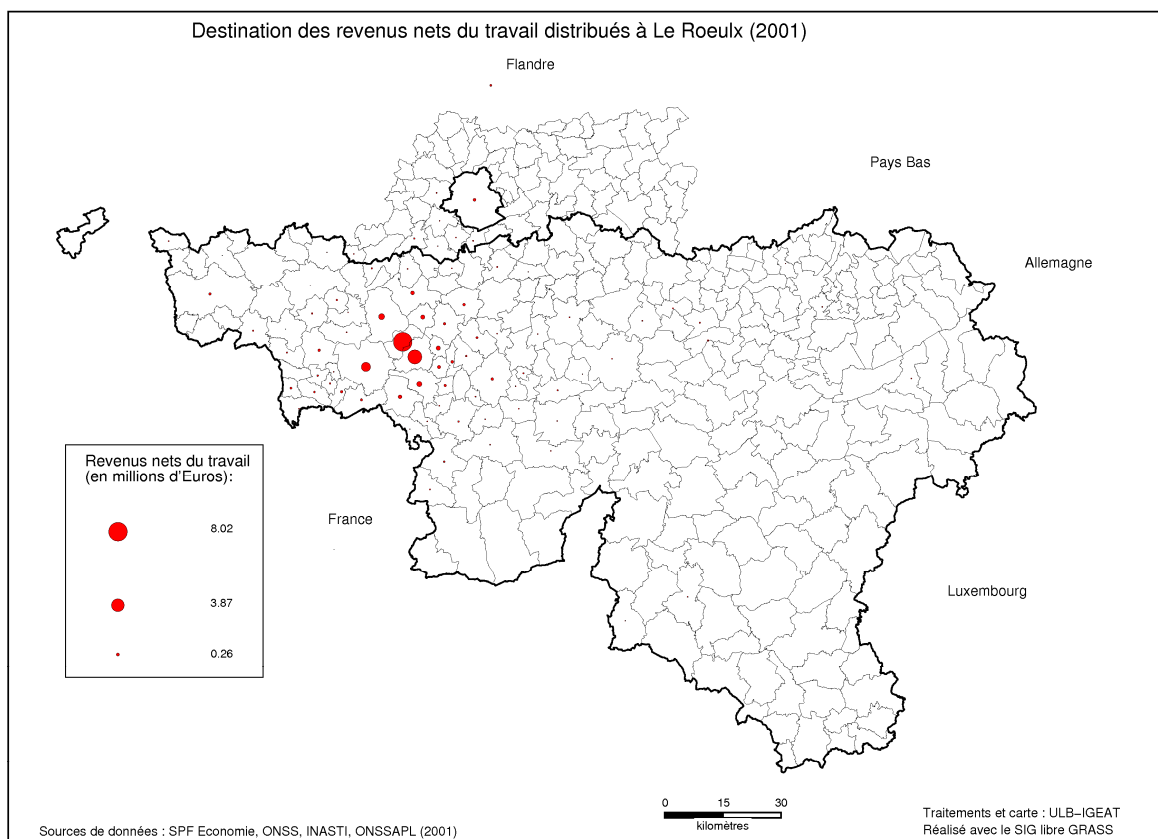 Destination des revenus nets du travail distribués à Le Roeulx (2001)
Flandre
Pays Bas
Allemagne
Revenus nets du travail
(en millions d'Euros):
8.02
3.87
0.26
France
Luxembourg
0 15 30
kilomètres
Sources de données : SPF Economie, ONSS, INASTI, ONSSAPL (2001)
Traitements et carte : ULB-IGEAT
Réalisé avec le SIG libre GRASS